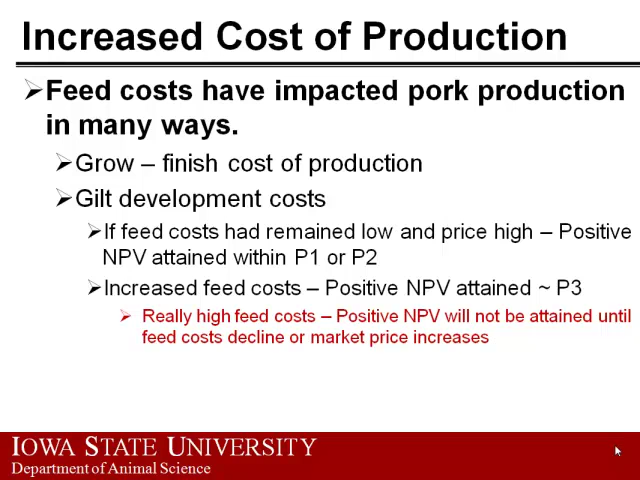 Increased Cost of Production
➢Feed costs have impacted pork production
in many ways.
➢Grow – finish cost of production
➢Gilt development costs
➢If feed costs had remained low and price high – Positive
NPV attained within P1 or P2
➢Increased feed costs – Positive NPV attained ~ P3
➢ Really high feed costs – Positive NPV will not be attained until
feed costs decline or market price increases
IOWA STATE UNIVERSITY
Department of Animal Science